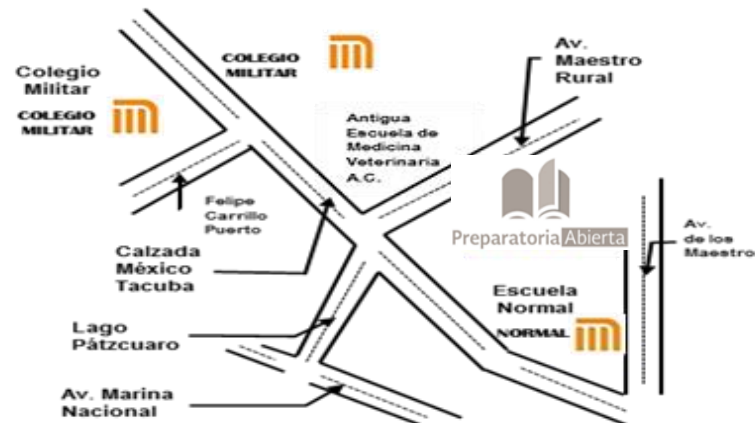 Colegio
Militar
COLEGIO
MILITAR
COLEGIO
MILITAR
Av.
Maestro
Rural
Antigua
Escuela de
Medicina
Veterinaria
A.C.
Felipe
Carrillo
Puerto
Preparatoria Abierta
Av.
de los
Maestro
Calzada
México
Tacuba
Escuela
Normal
NORMAL
Lago
Pátzcuaro
Av. Marina
Nacional